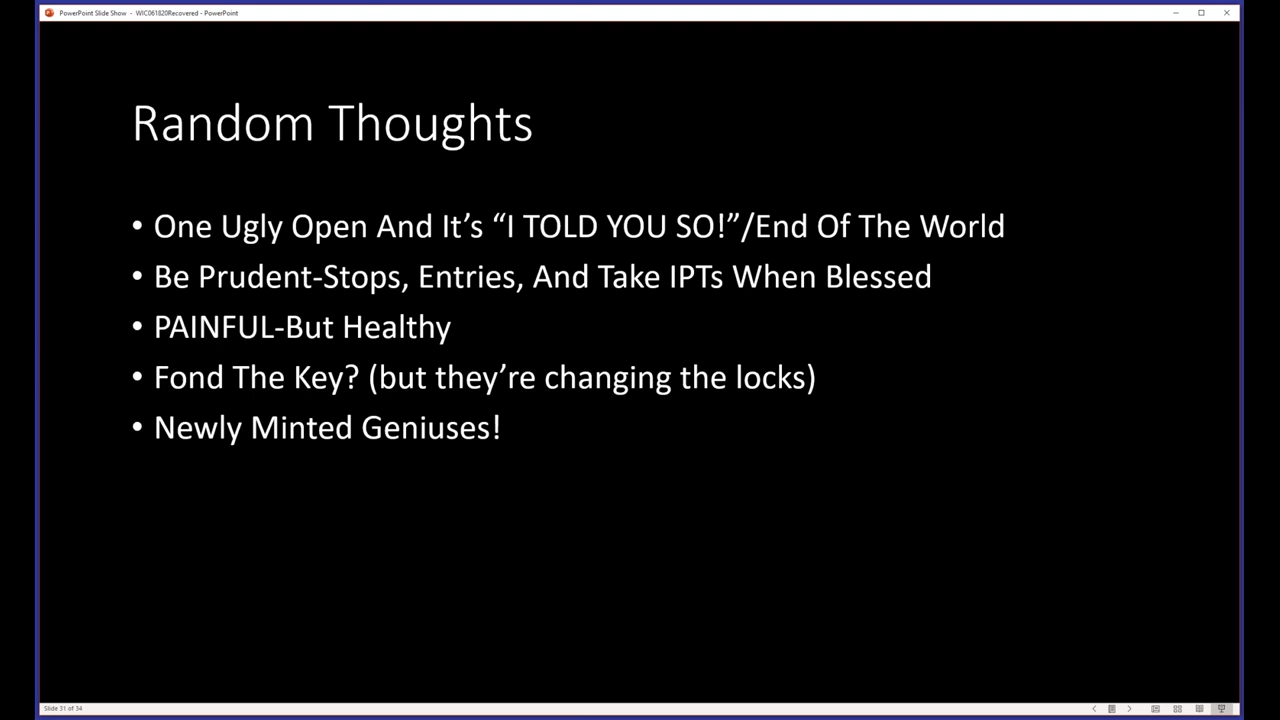 PowerPoint Slide Show - WIC061820Recovered - PowerPoint
Random Thoughts
• One Ugly Open And It’s “I TOLD YOU SO!”/End Of The World
• Be Prudent-Stops, Entries, And Take IPTs When Blessed
• PAINFUL-But Healthy
• Fond The Key? (but they’re changing the locks)
• Newly Minted Geniuses!
Slide 31 of 34